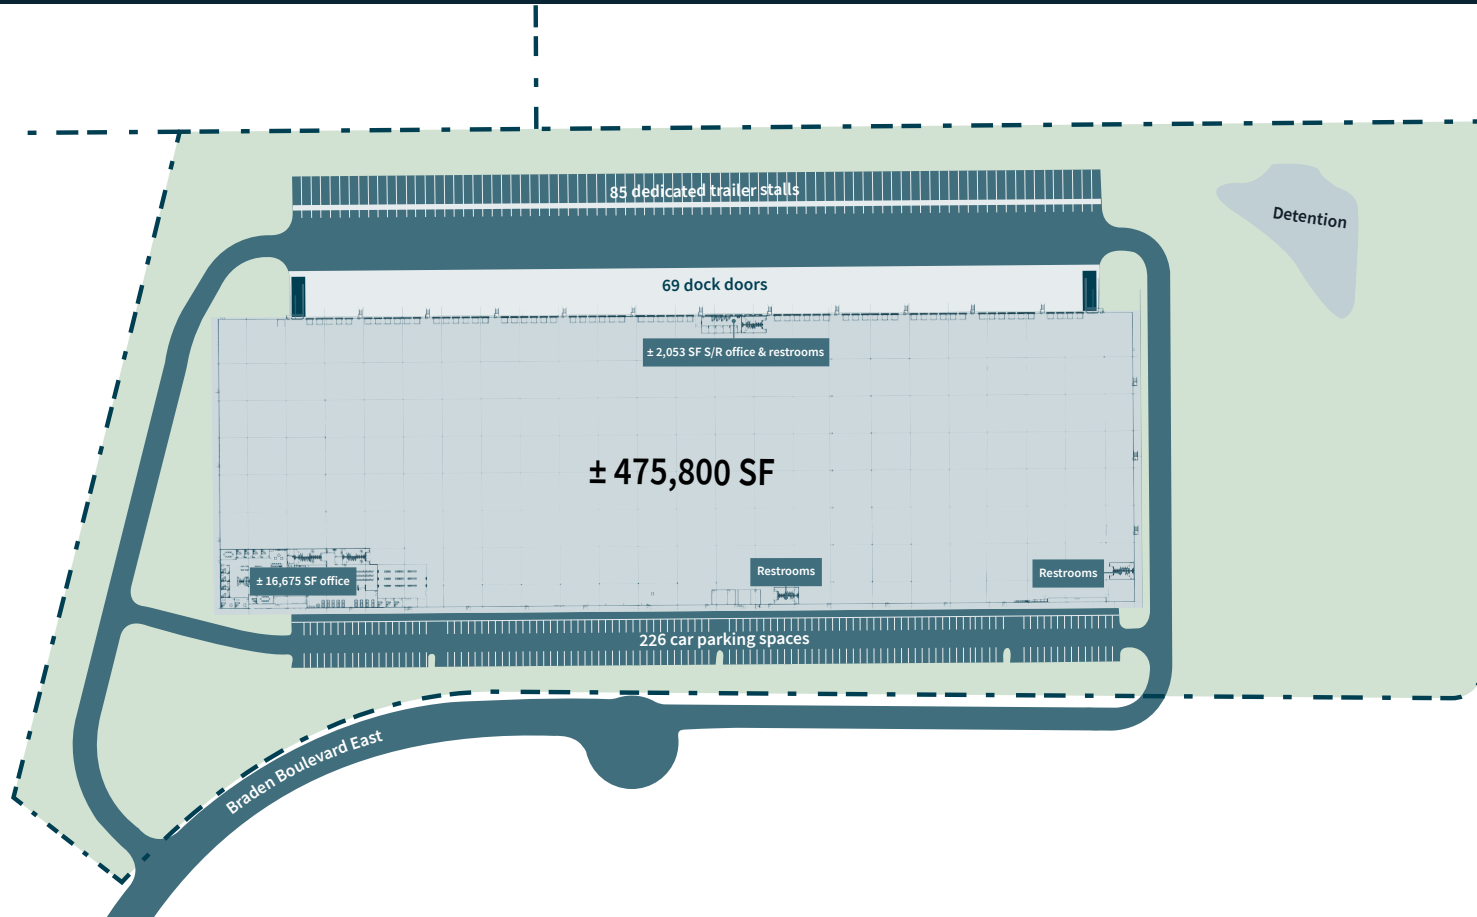 85 dedicated trailer stalls
Detention
69 dock doors
± 2,053 SF S/R office & restrooms
± 475,800 SF
± 16,675 SF office
Restrooms
Restrooms
226 car parking spaces
Braden Boulevard East